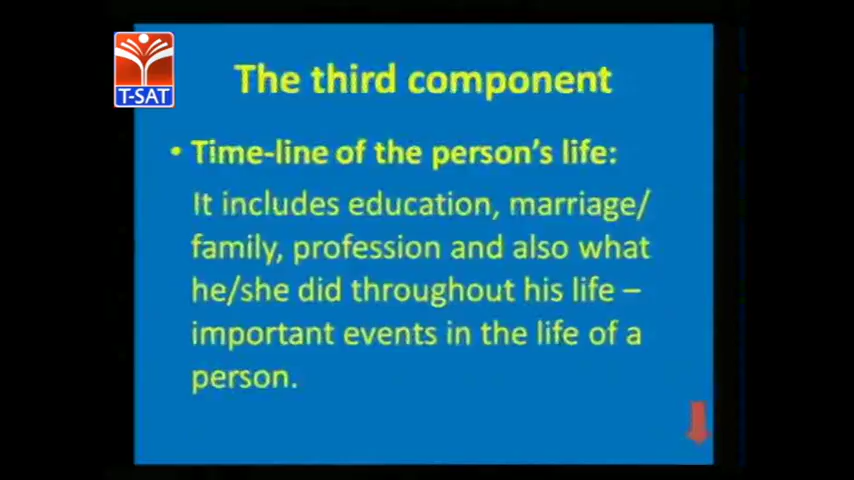 T-SAT
The third component
• Time-line of the person's life:
It includes education, marriage/
family, profession and also what
he/she did throughout his life –
important events in the life of a
person.